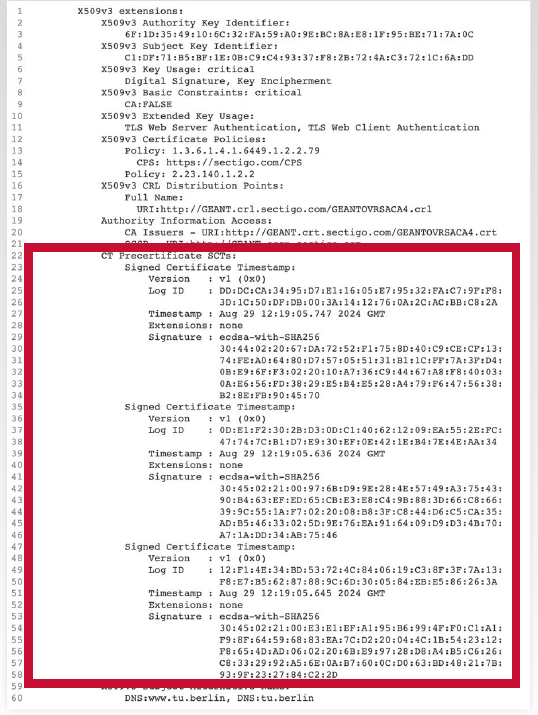 1 X509v3 extensions:
2 X509v3 Authority Key Identifier:
3 6F:1D:35:49:10:6C:32:FA:59:A0:9E:BC:8A:E8:1F:95:BE:71:7A:0C
4 X509v3 Subject Key Identifier:
5 C1:DF:71:B5:BF:1E:0B:C9:C4:93:37:F8:2B:72:4A:C3:72:1C:6A:DD
6 X509v3 Key Usage: critical
7 Digital Signature, Key Encipherment
8 X509v3 Basic Constraints: critical
9 CA:FALSE
10 X509v3 Extended Key Usage:
11 TLS Web Server Authentication, TLS Web Client Authentication
12 X509v3 Certificate Policies:
13 Policy: 1.3.6.1.4.1.6449.1.2.2.79
14 CPS: https://sectigo.com/CPS
15 Policy: 2.23.140.1.2.2
16 X509v3 CRL Distribution Points:
17 Full Name:
18 URI:http://GEANT.crl.sectigo.com/GEANTOVRSACA4.crl
19 Authority Information Access:
20 CA Issuers - URI:http://GEANT.crt.sectigo.com/GEANTOVRSACA4.crt
21
22 CT Precertificate SCTs:
23 Signed Certificate Timestamp:
24 Version : v1 (0x0)
25 Log ID : DD:DC:CA:34:95:D7:E1:16:05:E7:95:32:FA:C7:9F:F8:
26 3D:1C:50:DF:DB:00:3A:14:12:76:0A:2C:AC:BB:C8:2A
27 Timestamp : Aug 29 12:19:05.747 2024 GMT
28 Extensions: none
29 Signature : ecdsa-with-SHA256
30 30:44:02:20:67:DA:72:52:F1:75:8D:40:C9:CE:CF:13:
31 74:FE:A0:64:80:D7:57:05:51:31:B1:1C:FF:7A:3F:D4:
32 0B:E9:6F:F3:02:20:10:A7:36:C9:44:67:A8:F8:40:03:
33 0A:E6:56:FD:38:29:E5:B4:E5:28:A4:79:F6:47:56:38:
34 B2:8E:FB:90:45:70
35 Signed Certificate Timestamp:
36 Version : v1 (0x0)
37 Log ID : 0D:E1:F2:30:2B:D3:0D:C1:40:62:12:09:EA:55:2E:FC:
38 47:74:7C:B1:D7:E9:30:EF:0E:42:1E:B4:7E:4E:AA:34
39 Timestamp : Aug 29 12:19:05.636 2024 GMT
40 Extensions: none
41 Signature : ecdsa-with-SHA256
42 30:45:02:21:00:97:6B:D9:9E:28:4E:57:49:A3:75:43:
43 90:B4:63:EF:ED:65:CB:E3:E8:C4:9B:88:3D:66:C8:66:
44 39:9C:55:1A:F7:02:20:08:B8:3F:C8:44:D6:C5:CA:35:
45 AD:B5:46:33:02:5D:9E:76:EA:91:64:09:D9:D3:4B:70:
46 A7:1A:DD:34:AB:75:46
47 Signed Certificate Timestamp:
48 Version : v1 (0x0)
49 Log ID : 12:F1:4E:34:BD:53:72:4C:84:06:19:C3:8F:3F:7A:13:
50 F8:E7:B5:62:87:88:9C:6D:30:05:84:EB:E5:86:26:3A
51 Timestamp : Aug 29 12:19:05.645 2024 GMT
52 Extensions: none
53 Signature : ecdsa-with-SHA256
54 30:45:02:21:00:E3:E1:EF:A1:95:B6:99:4F:F0:C1:A1:
55 F9:8F:64:59:68:83:EA:7C:D2:20:04:4C:1B:54:23:12:
56 F8:65:4D:AD:06:02:20:6B:E9:97:28:D8:A4:B5:C6:26:
57 C8:33:29:92:A5:6E:0A:B7:60:0C:D0:63:BD:48:21:7B:
58 93:9F:23:27:84:C2:2D
59
60 DNS:www.tu.berlin, DNS:tu.berlin